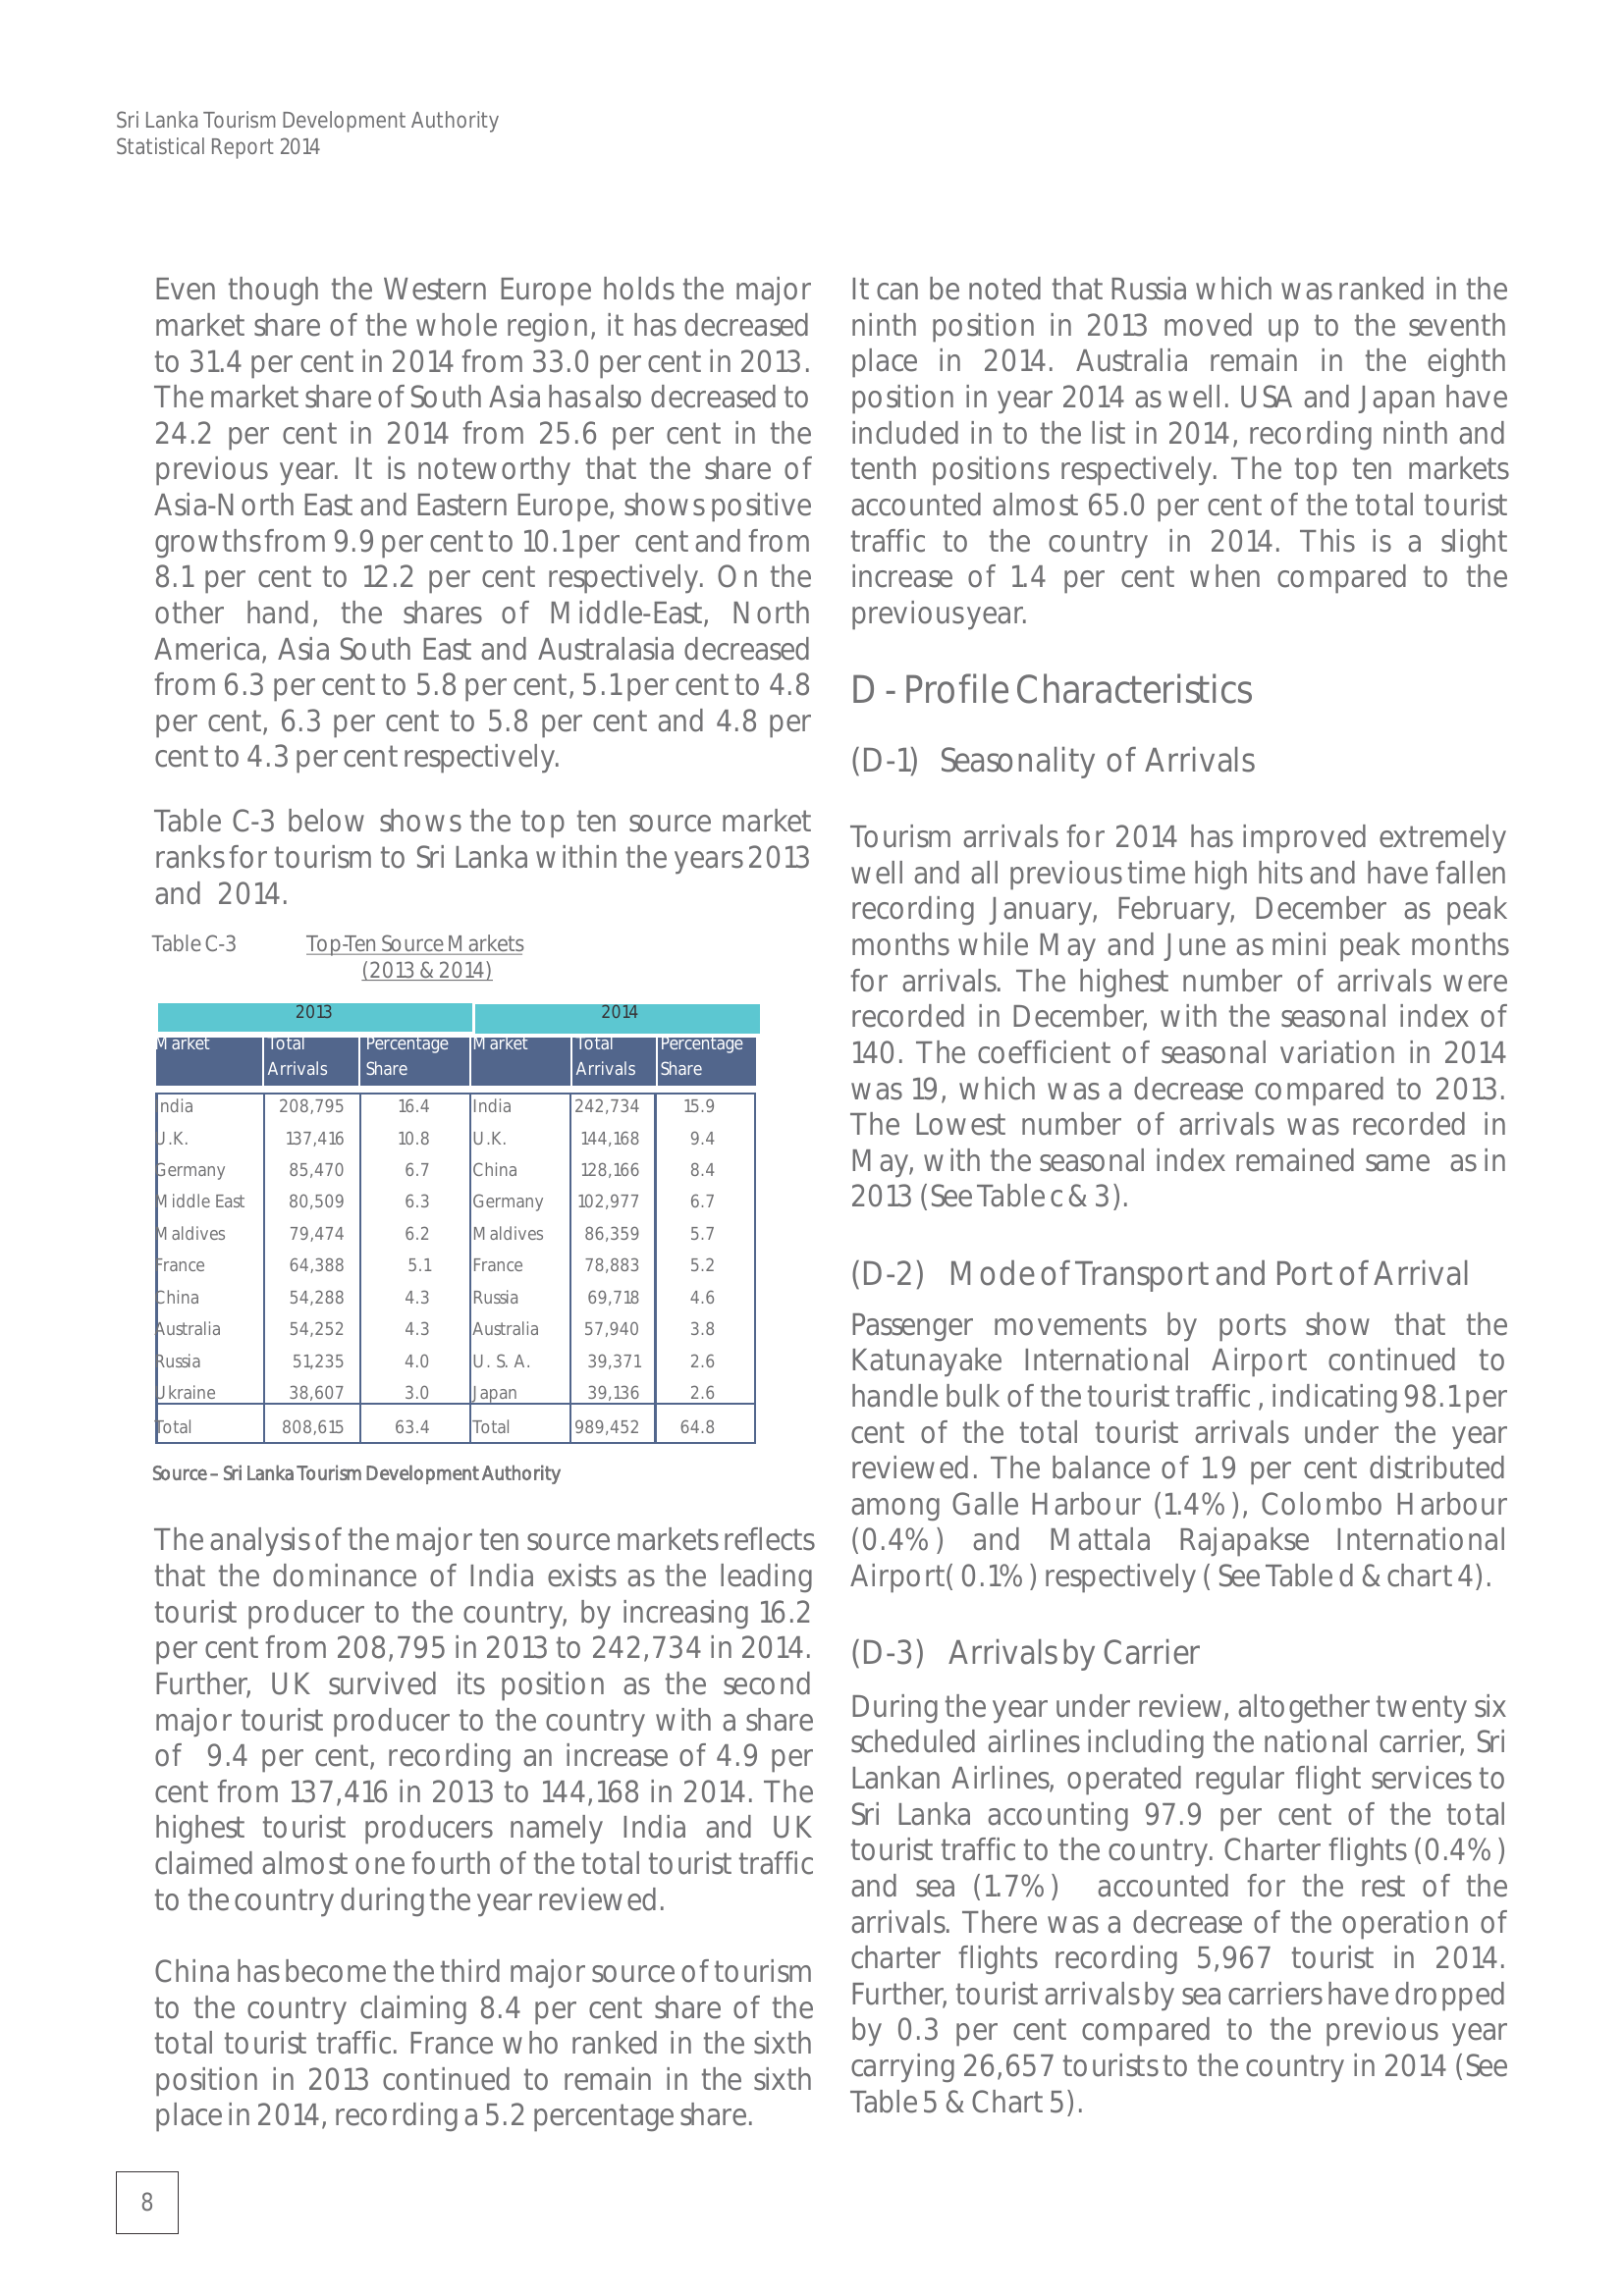 Sri Lanka Tourism Development Authority
Statistical Report 2014
Even though the Western Europe holds the major
market share of the whole region, it has decreased
to 31.4 per cent in 2014 from 33.0 per cent in 2013.
The market share of South Asia has also decreased to
24.2 per cent in 2014 from 25.6 per cent in the
previous year. It is noteworthy that the share of
Asia-North East and Eastern Europe, shows positive
growths from 9.9 per cent to 10.1 per cent and from
8.1 per cent to 12.2 per cent respectively. On the
other hand, the shares of Middle-East, North
America, Asia South East and Australasia decreased
from 6.3 per cent to 5.8 per cent, 5.1 per cent to 4.8
per cent, 6.3 per cent to 5.8 per cent and 4.8 per
cent to 4.3 per cent respectively.
Table C-3 below shows the top ten source market
ranks for tourism to Sri Lanka within the years 2013
and 2014.
Table C-3 Top-Ten Source Markets
(2013 & 2014)
2013 2014
Market Total Percentage Market Total Percentage
Arrivals Share Arrivals Share
India 208,795 16.4 India 242,734 15.9
U.K. 137,416 10.8 U.K. 144,168 9.4
Germany 85,470 6.7 China 128,166 8.4
Middle East 80,509 6.3 Germany 102,977 6.7
Maldives 79,474 6.2 Maldives 86,359 5.7
France 64,388 5.1 France 78,883 5.2
China 54,288 4.3 Russia 69,718 4.6
Australia 54,252 4.3 Australia 57,940 3.8
Russia 51,235 4.0 U. S. A. 39,371 2.6
Ukraine 38,607 3.0 Japan 39,136 2.6
Total 808,615 63.4 Total 989,452 64.8
Source – Sri Lanka Tourism Development Authority
The analysis of the major ten source markets reflects
that the dominance of India exists as the leading
tourist producer to the country, by increasing 16.2
per cent from 208,795 in 2013 to 242,734 in 2014.
Further, UK survived its position as the second
major tourist producer to the country with a share
of 9.4 per cent, recording an increase of 4.9 per
cent from 137,416 in 2013 to 144,168 in 2014. The
highest tourist producers namely India and UK
claimed almost one fourth of the total tourist traffic
to the country during the year reviewed.
China has become the third major source of tourism
to the country claiming 8.4 per cent share of the
total tourist traffic. France who ranked in the sixth
position in 2013 continued to remain in the sixth
place in 2014, recording a 5.2 percentage share.
It can be noted that Russia which was ranked in the
ninth position in 2013 moved up to the seventh
place in 2014. Australia remain in the eighth
position in year 2014 as well. USA and Japan have
included in to the list in 2014, recording ninth and
tenth positions respectively. The top ten markets
accounted almost 65.0 per cent of the total tourist
traffic to the country in 2014. This is a slight
increase of 1.4 per cent when compared to the
previous year.
D - Profile Characteristics
(D-1) Seasonality of Arrivals
Tourism arrivals for 2014 has improved extremely
well and all previous time high hits and have fallen
recording January, February, December as peak
months while May and June as mini peak months
for arrivals. The highest number of arrivals were
recorded in December, with the seasonal index of
140. The coefficient of seasonal variation in 2014
was 19, which was a decrease compared to 2013.
The Lowest number of arrivals was recorded in
May, with the seasonal index remained same as in
2013 (See Table c & 3).
(D-2) Mode of Transport and Port of Arrival
Passenger movements by ports show that the
Katunayake International Airport continued to
handle bulk of the tourist traffic , indicating 98.1 per
cent of the total tourist arrivals under the year
reviewed. The balance of 1.9 per cent distributed
among Galle Harbour (1.4%), Colombo Harbour
(0.4%) and Mattala Rajapakse International
Airport( 0.1%) respectively ( See Table d & chart 4).
(D-3) Arrivals by Carrier
During the year under review, altogether twenty six
scheduled airlines including the national carrier, Sri
Lankan Airlines, operated regular flight services to
Sri Lanka accounting 97.9 per cent of the total
tourist traffic to the country. Charter flights (0.4%)
and sea (1.7%) accounted for the rest of the
arrivals. There was a decrease of the operation of
charter flights recording 5,967 tourist in 2014.
Further, tourist arrivals by sea carriers have dropped
by 0.3 per cent compared to the previous year
carrying 26,657 tourists to the country in 2014 (See
Table 5 & Chart 5).
8